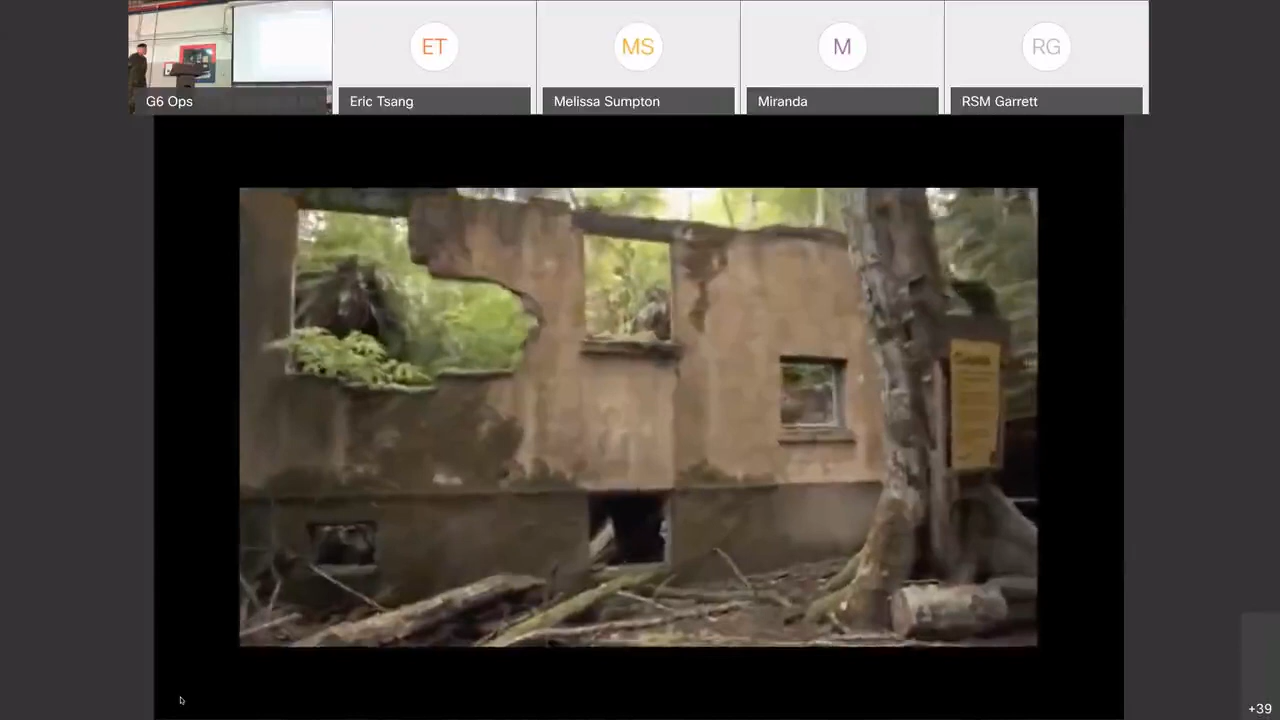 ET
MS
M
RG
G6 Ops
Eric Tsang
Melissa Sumpton
Miranda
RSM Garrett
+39